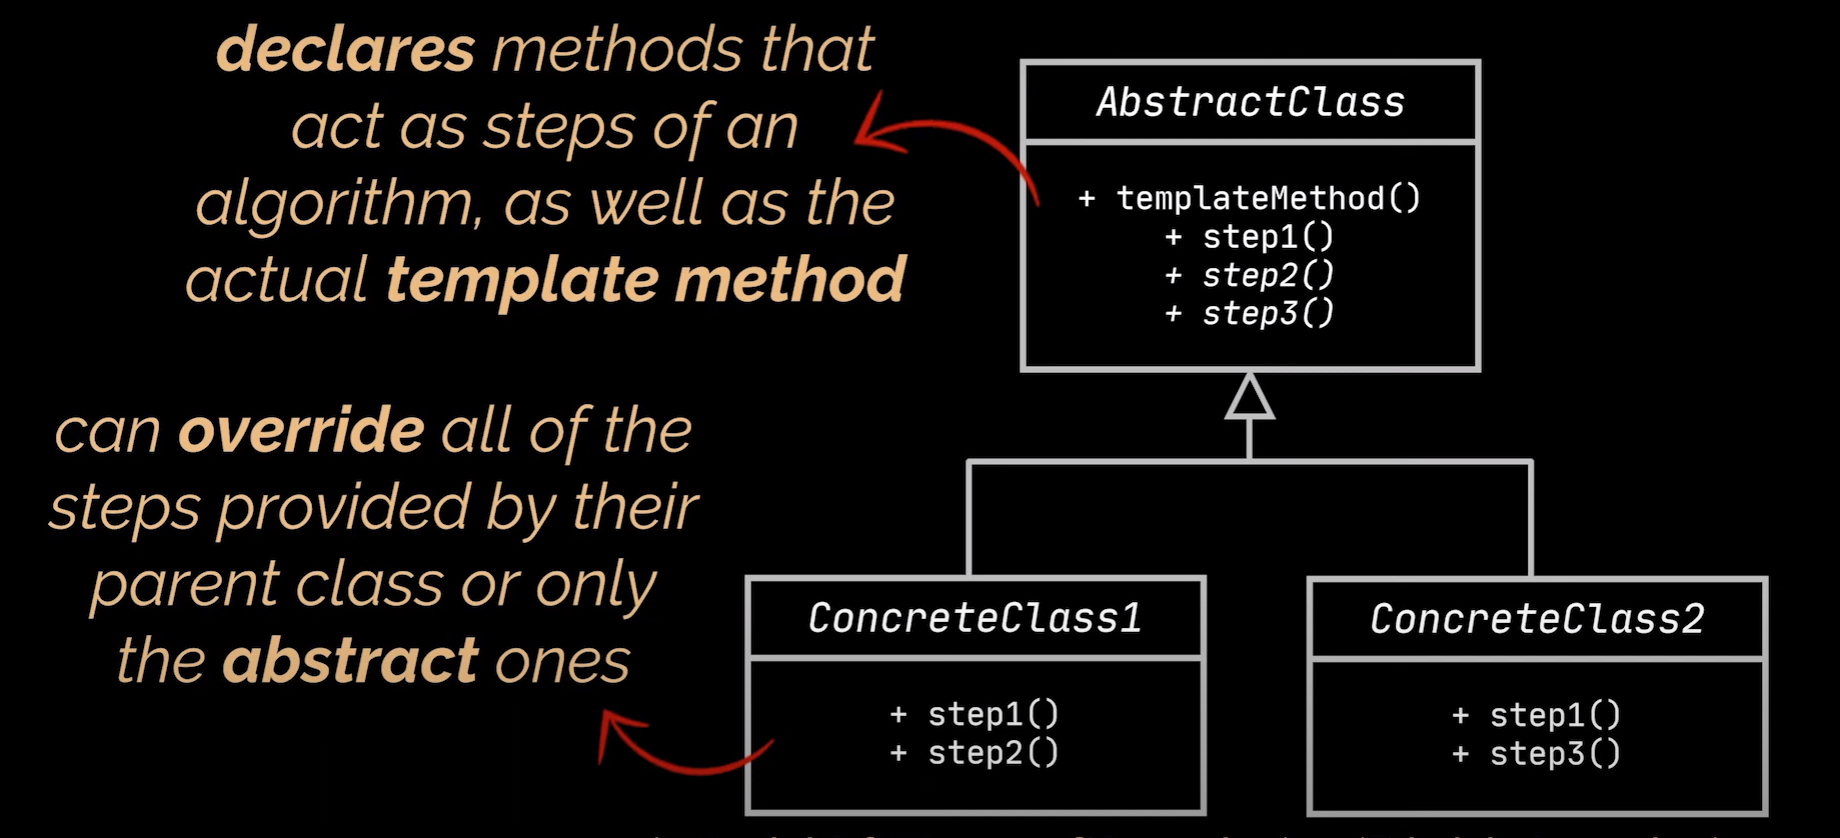 declares methods that
act as steps of an
algorithm, as well as the
actual template method
AbstractClass
+ templateMethod()
+ step1()
+ step2()
+ step3()
can override all of the
steps provided by their
parent class or only
the abstract ones
ConcreteClass1
+ step1()
+ step2()
ConcreteClass2
+ step1()
+ step3()